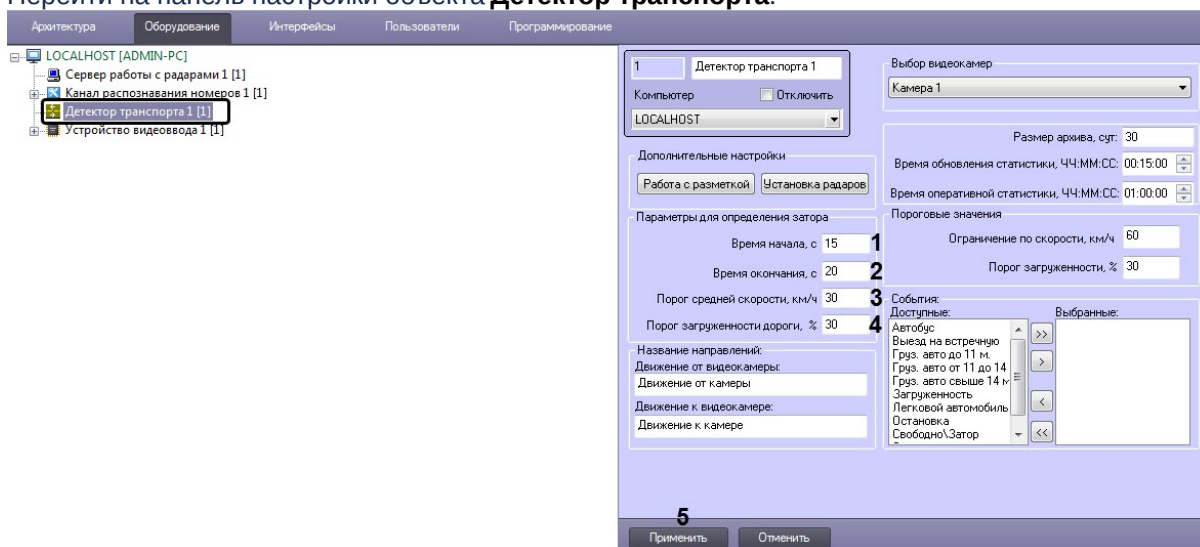 Перейти на панель настройки объекта Детектор транспорта.
Архитектура Оборудование Интерфейсы Пользователи Программирование
LOCALHOST [ADMIN-PC]
Сервер работы с радарами 1 [1]
Канал распознавания номеров 1 [1]
Детектор транспорта 1 [1]
Устройство видеоввода 1 [1]
1 Детектор транспорта 1
Компьютер Отключить
LOCALHOST
Дополнительные настройки
Работа с разметкой Установка радаров
Параметры для определения затора
Время начала, с 15 1
Время окончания, с 20 2
Порог средней скорости, км/ч 30 3
Порог загруженности дороги, % 30 4
Название направлений:
Движение от видеокамеры:
Движение от камеры
Движение к видеокамере:
Движение к камере
Выбор видеокамер
Камера 1
Размер архива, сут: 30
Время обновления статистики, ЧЧ:ММ:СС: 00:15:00
Время оперативной статистики, ЧЧ:ММ:СС: 01:00:00
Пороговые значения
Ограничение по скорости, км/ч 60
Порог загруженности, % 30
События:
Доступные: Выбранные:
Автобус
Выезд на встречную
Груз. авто до 11 м.
Груз. авто от 11 до 14
Груз. авто свыше 14 м
Загруженность
Легковой автомобиль
Остановка
Свободно\Затор
>>
>
<
<<
5
Применить Отменить